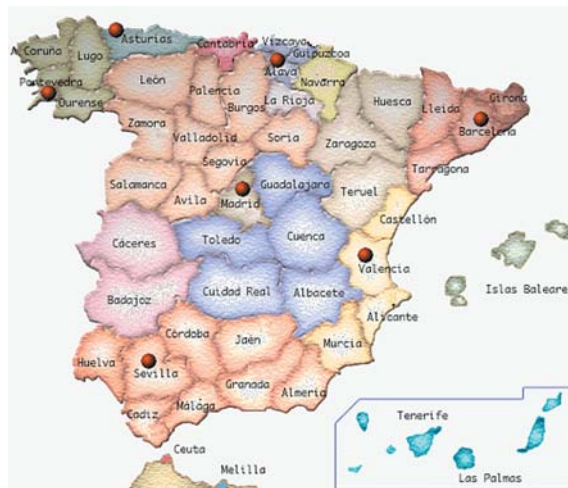 Asturias
Cantabria
Vizcaya
Guipuzcoa
A Coruña
Lugo
Alava
Navarra
Pontevedra
Ourense
León
Palencia
Burgos
La Rioja
Huesca
Lleida
Girona
Barcelona
Zamora
Valladolid
Soria
Zaragoza
Tarragona
Segovia
Salamanca
Avila
Madrid
Guadalajara
Teruel
Castellón
Cáceres
Toledo
Cuenca
Valencia
Badajoz
Cuidad Real
Albacete
Islas Baleare
Alicante
Murcia
Córdoba
Jaén
Huelva
Sevilla
Granada
Almería
Cadiz
Málaga
Ceuta
Melilla
Tenerife
Las Palmas